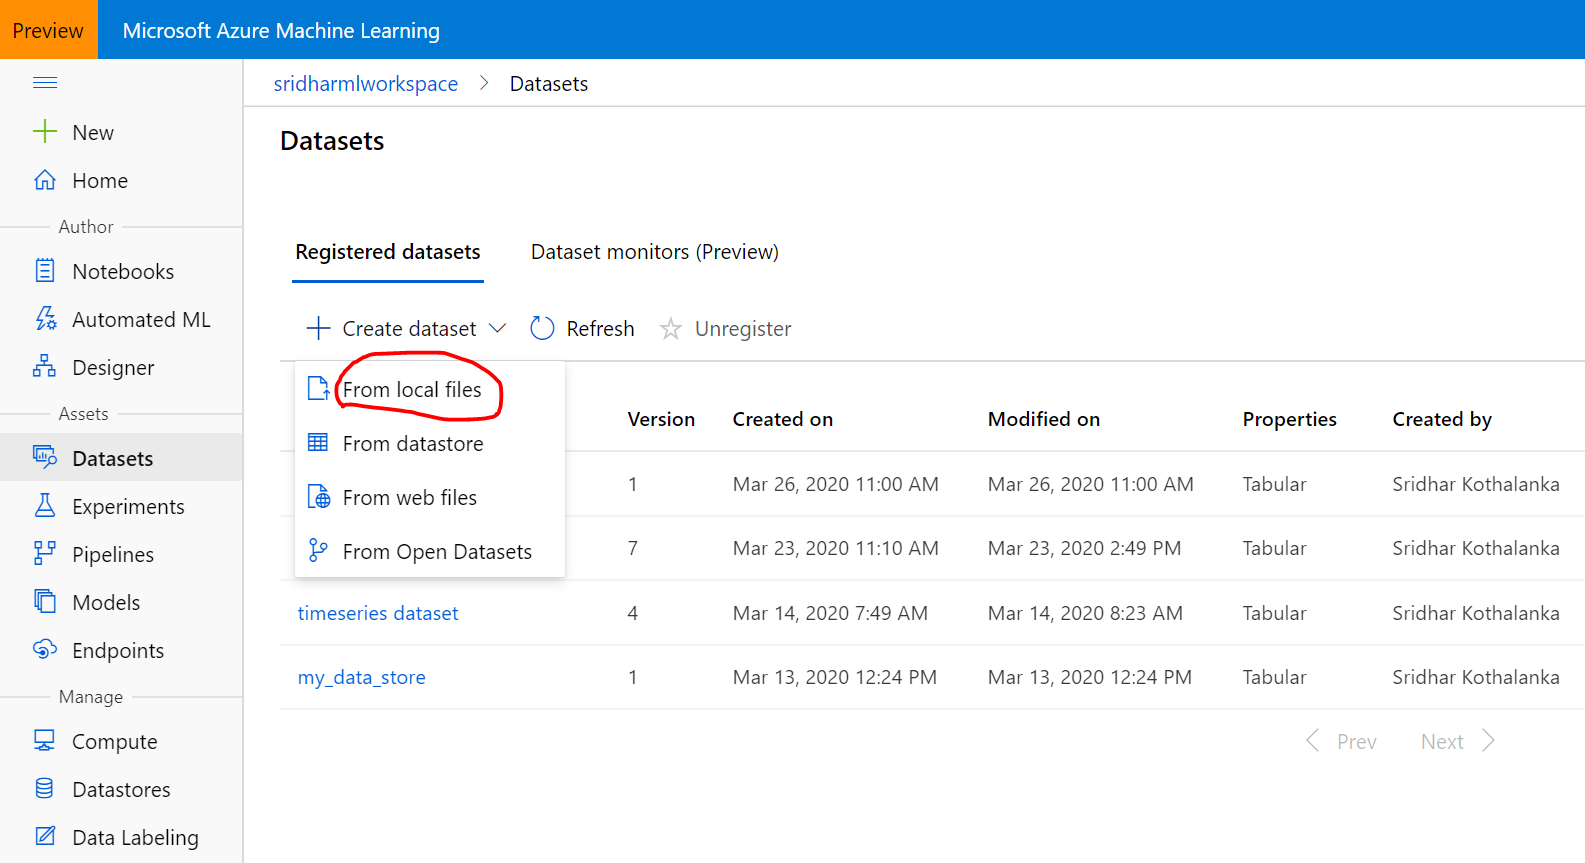 Preview Microsoft Azure Machine Learning
sridharmlworkspace > Datasets
New
Home
Author
Notebooks
Automated ML
Designer
Assets
Datasets
Experiments
Pipelines
Models
Endpoints
Manage
Compute
Datastores
Data Labeling
Datasets
Registered datasets Dataset monitors (Preview)
Create dataset Refresh Unregister
From local files
From datastore
From web files
From Open Datasets
Version Created on Modified on Properties Created by
1 Mar 26, 2020 11:00 AM Mar 26, 2020 11:00 AM Tabular Sridhar Kothalanka
7 Mar 23, 2020 11:10 AM Mar 23, 2020 2:49 PM Tabular Sridhar Kothalanka
timeseries dataset 4 Mar 14, 2020 7:49 AM Mar 14, 2020 8:23 AM Tabular Sridhar Kothalanka
my_data_store 1 Mar 13, 2020 12:24 PM Mar 13, 2020 12:24 PM Tabular Sridhar Kothalanka
Prev Next